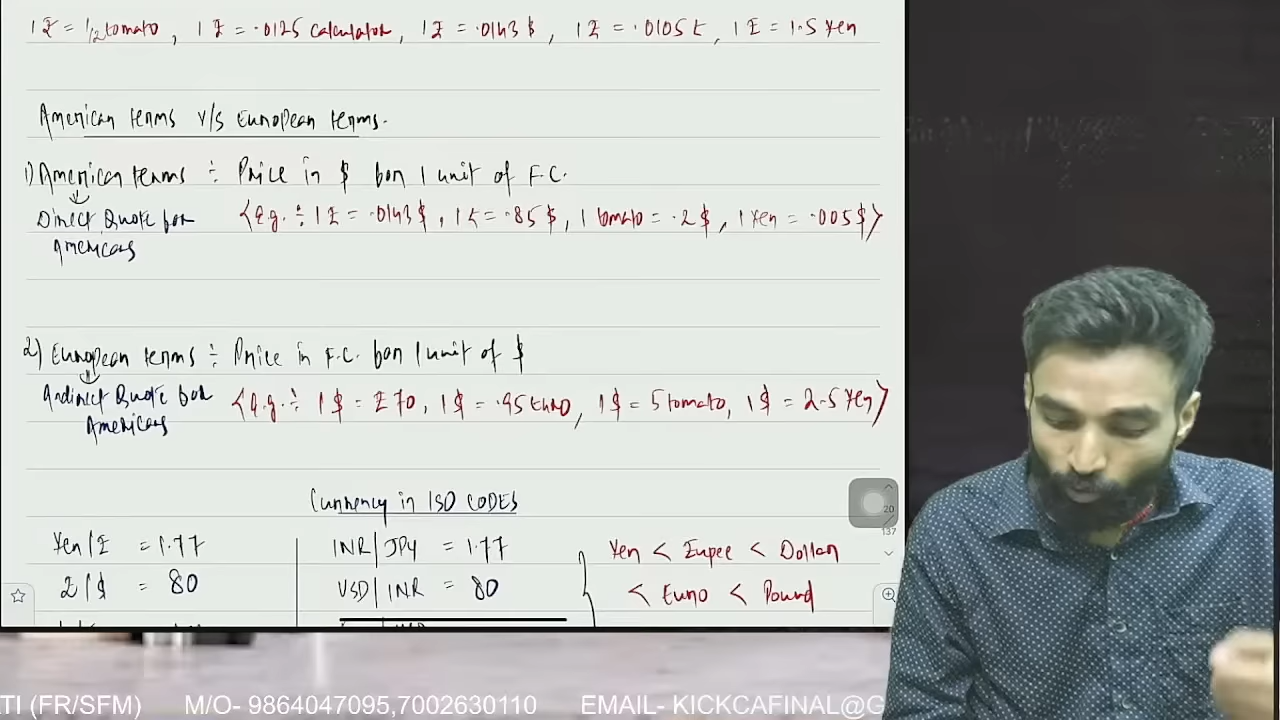 1 ₹ = 1/2 tomato, 1 ₹ = .0125 calculator, 1 ₹ = .0143 $, 1 ₹ = .0105 £, 1 ₹ = 1.5 Yen
American terms v/s European terms.
1) American terms ÷ Price in $ for 1 unit of F.C.
Direct Quote for Americans
<e.g. ÷ 1 ₹ = .0143 $, 1 € = .85 $, 1 tomato = .2 $, 1 Yen = .005 $>
2) European terms ÷ Price in F.C. for 1 unit of $
Indirect Quote for Americans
<e.g. ÷ 1 $ = ₹ 70, 1 $ = .95 Euro, 1 $ = 5 tomato, 1 $ = 2.5 Yen>
Currency in ISO CODES
Yen/₹ = 1.77
INR/JPY = 1.77
Yen < Rupee < Dollar
₹/$ = 80
USD/INR = 80
< Euro < Pound
20
137
TI (FR/SFM) M/O- 9864047095,7002630110 EMAIL- KICKCAFINAL@G